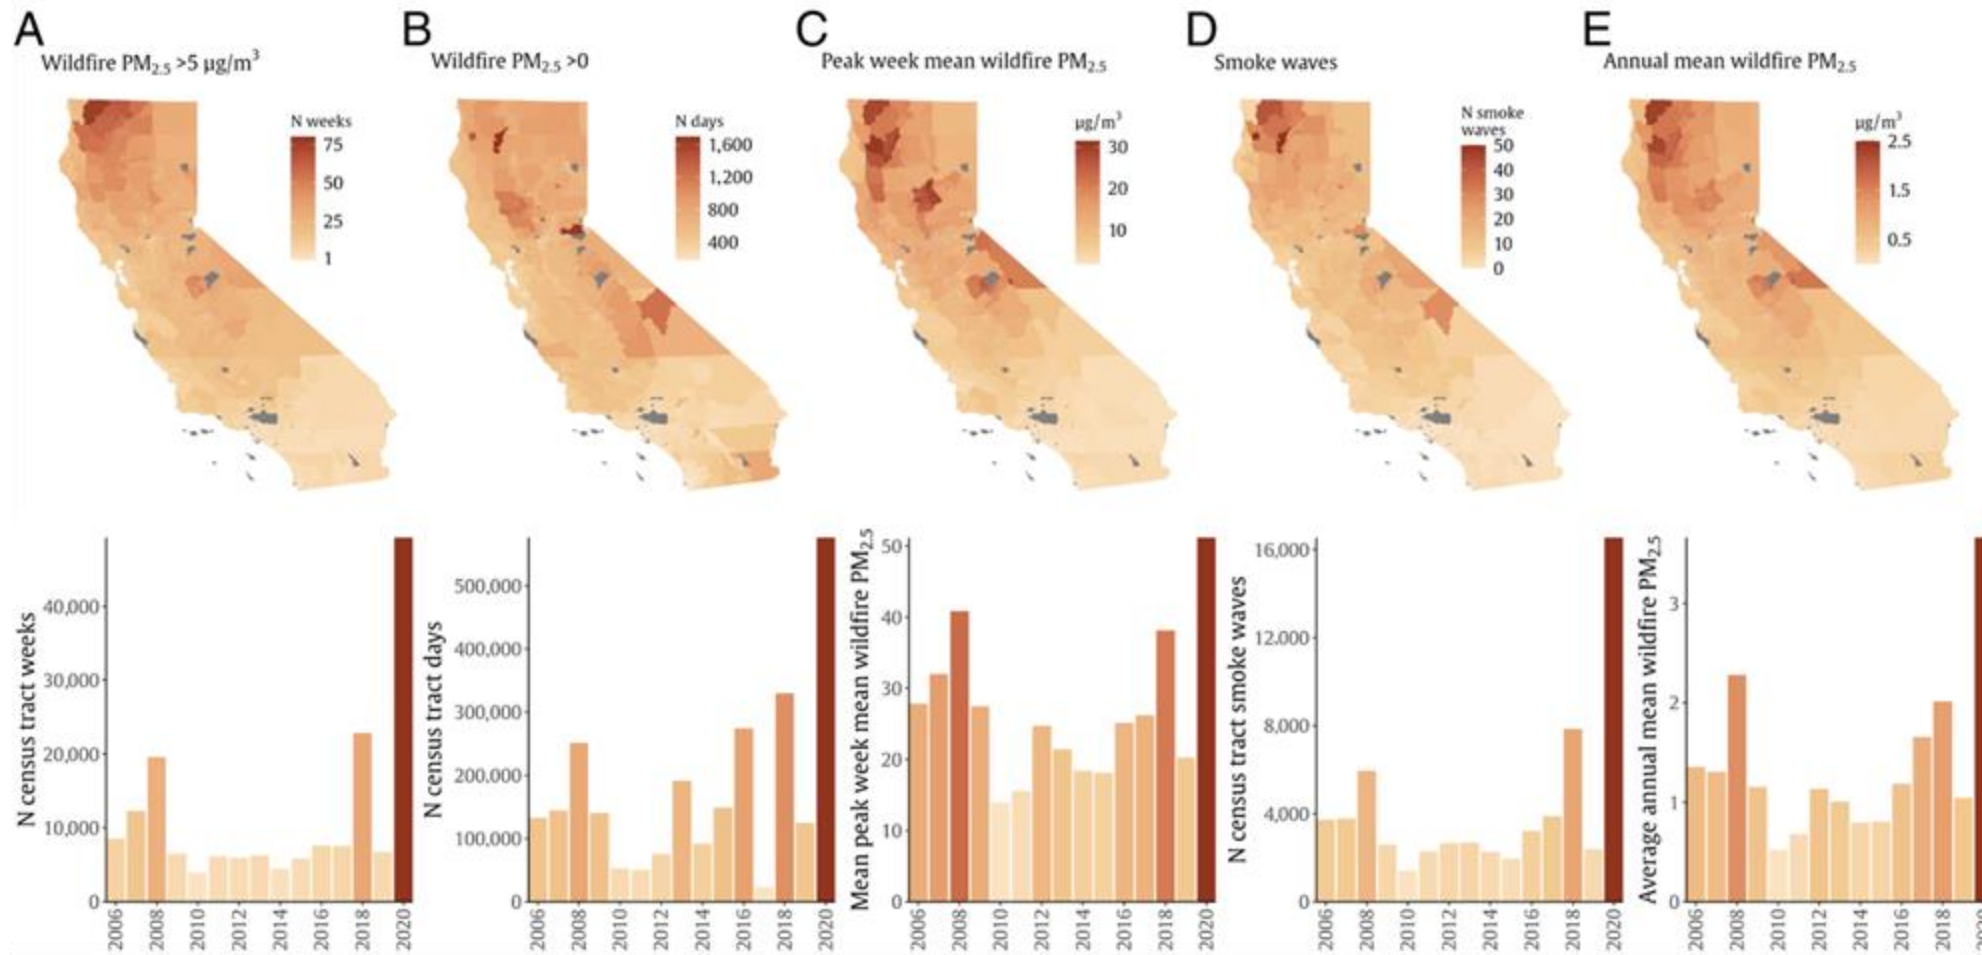 A
Wildfire PM2.5 >5 µg/m3
N weeks
75
50
25
1
B
Wildfire PM2.5 >0
N days
1,600
1,200
800
400
C
Peak week mean wildfire PM2.5
µg/m3
30
20
10
D
Smoke waves
N smoke
waves
50
40
30
20
10
0
E
Annual mean wildfire PM2.5
µg/m3
2.5
1.5
0.5
N census tract weeks
40,000
30,000
20,000
10,000
0
2006 2008 2010 2012 2014 2016 2018 2020
N census tract days
500,000
400,000
300,000
200,000
100,000
0
2006 2008 2010 2012 2014 2016 2018 2020
Mean peak week mean wildfire PM2.5
50
40
30
20
10
0
2006 2008 2010 2012 2014 2016 2018 2020
N census tract smoke waves
16,000
12,000
8,000
4,000
0
2006 2008 2010 2012 2014 2016 2018 2020
Average annual mean wildfire PM2.5
3
2
1
0
2006 2008 2010 2012 2014 2016 2018